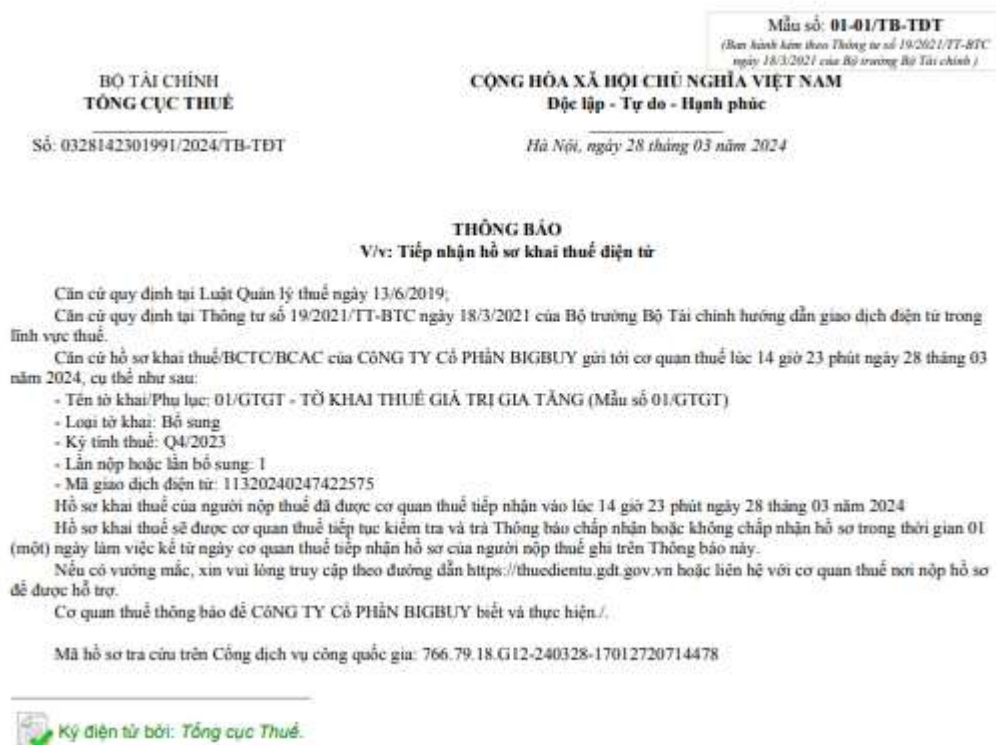 Mẫu số: 01-01/TB-TĐT
(Ban hành kèm theo Thông tư số 19/2021/TT-BTC
ngày 18/3/2021 của Bộ trưởng Bộ Tài chính )
BỘ TÀI CHÍNH
TỔNG CỤC THUẾ
CỘNG HÒA XÃ HỘI CHỦ NGHĨA VIỆT NAM
Độc lập - Tự do - Hạnh phúc
Số: 0328142301991/2024/TB-TĐT
Hà Nội, ngày 28 tháng 03 năm 2024
THÔNG BÁO
V/v: Tiếp nhận hồ sơ khai thuế điện tử
Căn cứ quy định tại Luật Quản lý thuế ngày 13/6/2019;
Căn cứ quy định tại Thông tư số 19/2021/TT-BTC ngày 18/3/2021 của Bộ trưởng Bộ Tài chính hướng dẫn giao dịch điện tử trong
lĩnh vực thuế.
Căn cứ hồ sơ khai thuế/BCTC/BCAC của CôNG TY Cổ PHầN BIGBUY gửi tới cơ quan thuế lúc 14 giờ 23 phút ngày 28 tháng 03
năm 2024, cụ thể như sau:
- Tên tờ khai/Phụ lục: 01/GTGT - TỜ KHAI THUẾ GIÁ TRỊ GIA TĂNG (Mẫu số 01/GTGT)
- Loại tờ khai: Bổ sung
- Kỳ tính thuế: Q4/2023
- Lần nộp hoặc lần bổ sung: 1
- Mã giao dịch điện tử: 11320240247422575
Hồ sơ khai thuế của người nộp thuế đã được cơ quan thuế tiếp nhận vào lúc 14 giờ 23 phút ngày 28 tháng 03 năm 2024
Hồ sơ khai thuế sẽ được cơ quan thuế tiếp tục kiểm tra và trả Thông báo chấp nhận hoặc không chấp nhận hồ sơ trong thời gian 01
(một) ngày làm việc kể từ ngày cơ quan thuế tiếp nhận hồ sơ của người nộp thuế ghi trên Thông báo này.
Nếu có vướng mắc, xin vui lòng truy cập theo đường dẫn https://thuedientu.gdt.gov.vn hoặc liên hệ với cơ quan thuế nơi nộp hồ sơ
để được hỗ trợ.
Cơ quan thuế thông báo để CôNG TY Cổ PHầN BIGBUY biết và thực hiện./.
Mã hồ sơ tra cứu trên Cổng dịch vụ công quốc gia: 766.79.18.G12-240328-17012720714478
Ký điện tử bởi: Tổng cục Thuế.